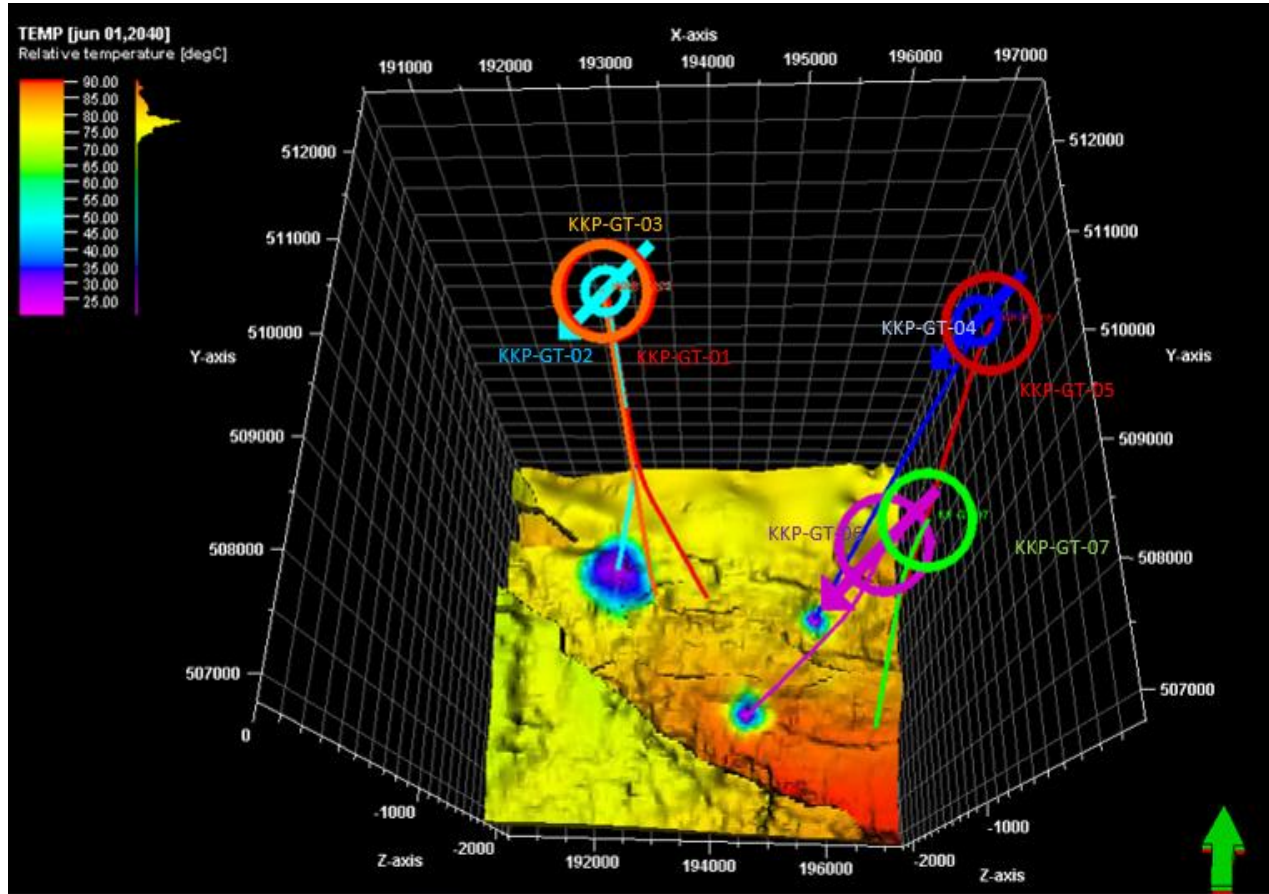 TEMP [jun 01,2040]
Relative temperature [degC]
90.00
85.00
80.00
75.00
70.00
65.00
60.00
55.00
50.00
45.00
40.00
35.00
30.00
25.00
X-axis
191000 192000 193000 194000 195000 196000 197000
512000
511000
510000
Y-axis
509000
508000
507000
0
-1000
Z-axis
-2000
192000 194000 196000
-2000
Z-axis
-1000
512000
511000
510000
Y-axis
509000
508000
507000
KKP-GT-03
KKP-GT-02
KKP-GT-01
KKP-GT-04
KKP-GT-05
KKP-GT-06
KKP-GT-07